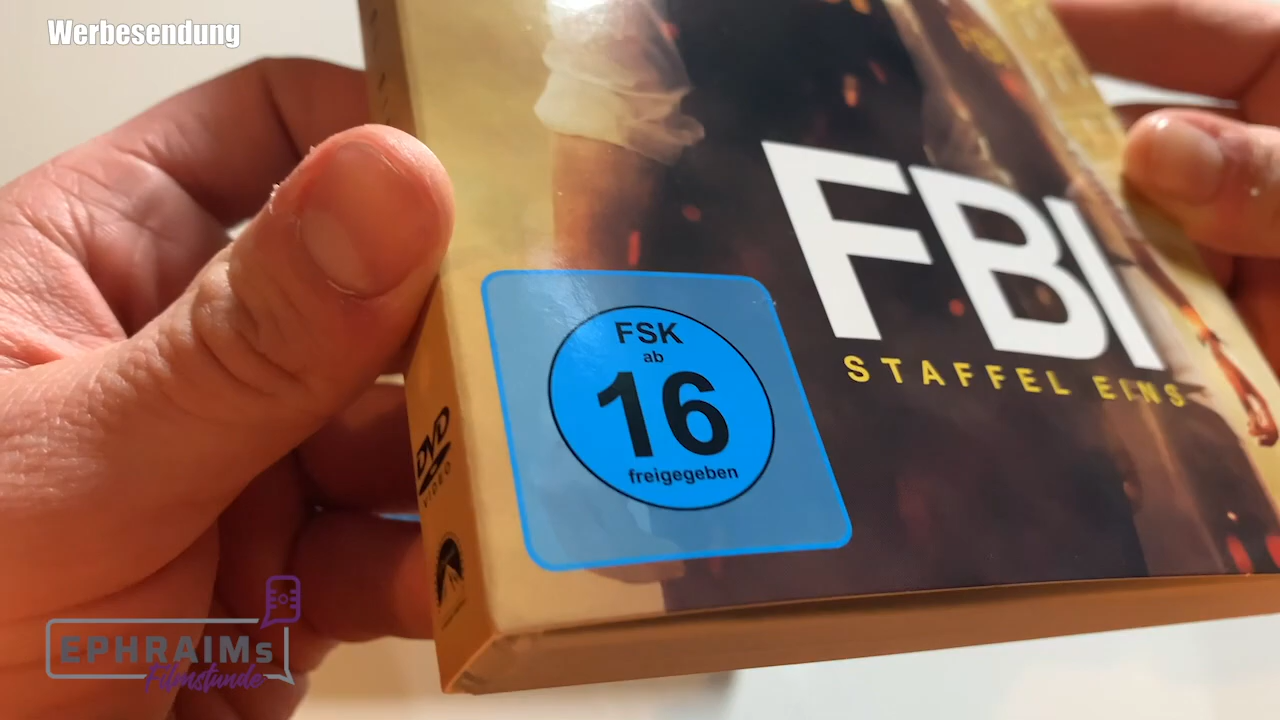 Werbesendung
FBI
STAFFEL EINS
FSK
ab
16
freigegeben
DVD
VIDEO
EPHRAIMs
Filmstunde